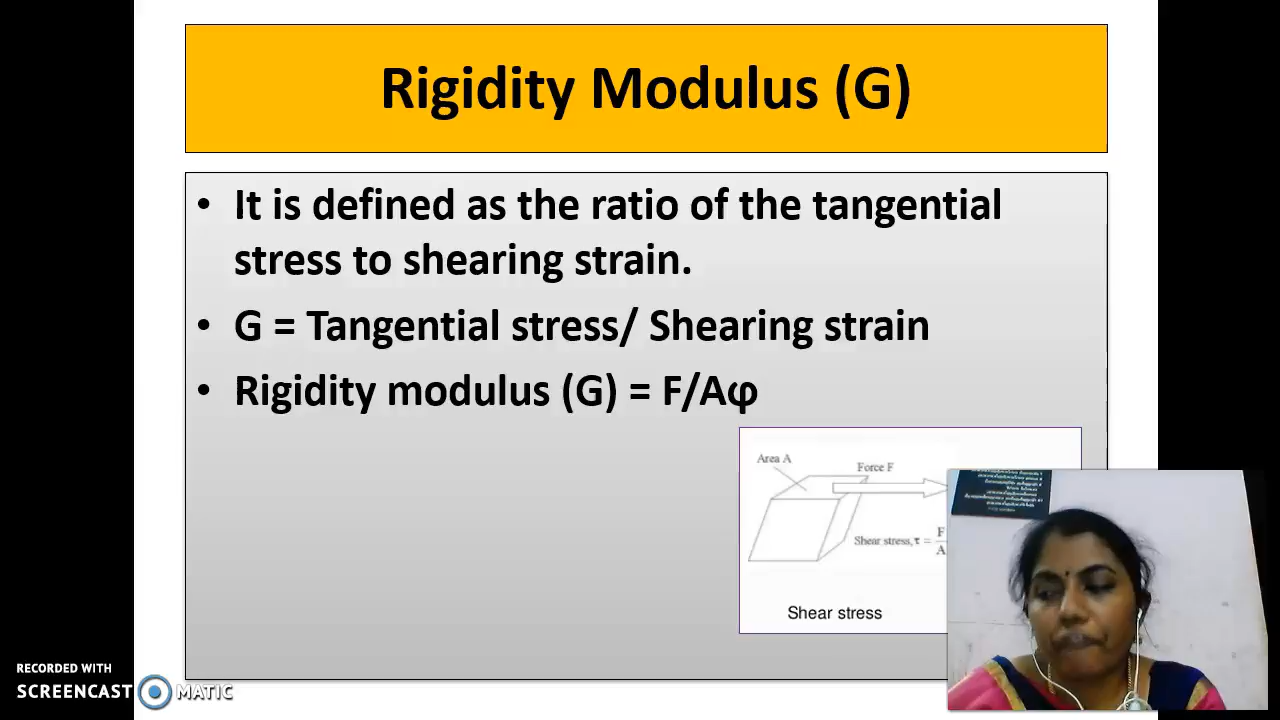 Rigidity Modulus (G)
• It is defined as the ratio of the tangential
stress to shearing strain.
• G = Tangential stress/ Shearing strain
• Rigidity modulus (G) = F/Aφ
Area A
Force F
Shear stress, τ = F
A
Shear stress
RECORDED WITH
SCREENCAST MATIC